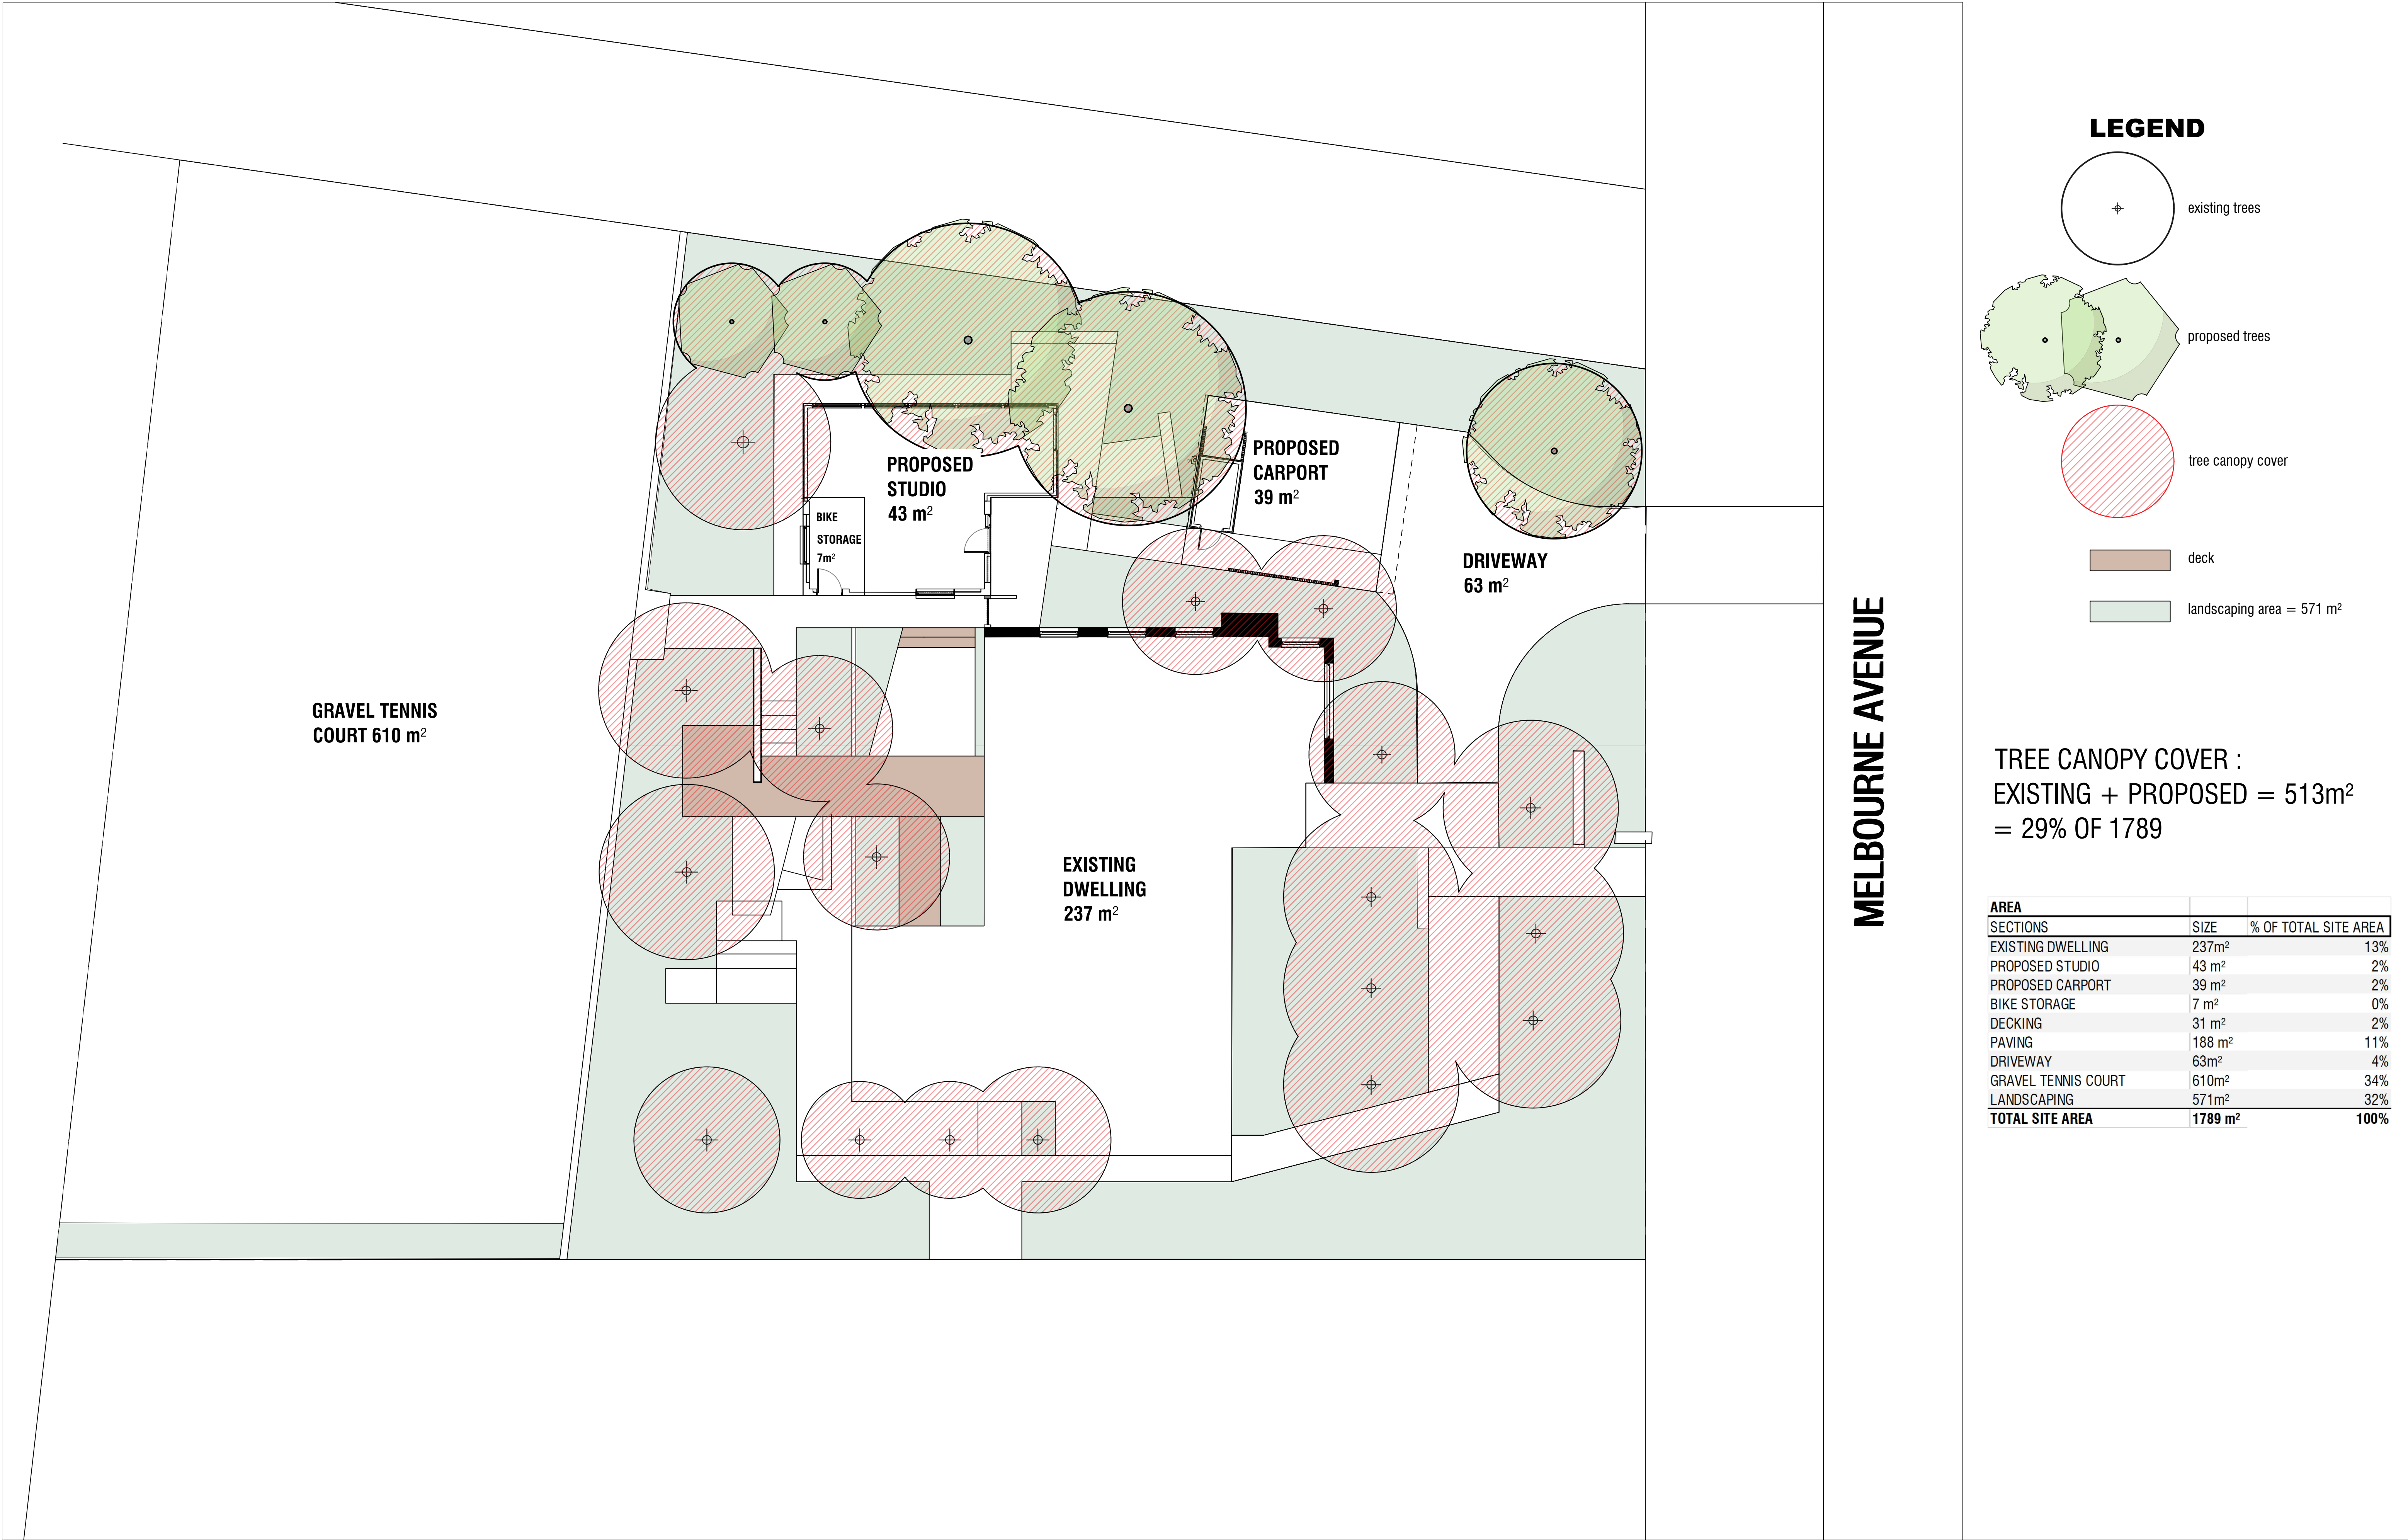 LEGEND
existing trees
proposed trees
tree canopy cover
deck
landscaping area = 571 m²
PROPOSED
STUDIO
43 m²
BIKE
STORAGE
7m²
PROPOSED
CARPORT
39 m²
DRIVEWAY
63 m²
GRAVEL TENNIS
COURT 610 m²
EXISTING
DWELLING
237 m²
MELBOURNE AVENUE
TREE CANOPY COVER :
EXISTING + PROPOSED = 513m²
= 29% OF 1789
AREA
SECTIONS SIZE % OF TOTAL SITE AREA
EXISTING DWELLING 237m² 13%
PROPOSED STUDIO 43 m² 2%
PROPOSED CARPORT 39 m² 2%
BIKE STORAGE 7 m² 0%
DECKING 31 m² 2%
PAVING 188 m² 11%
DRIVEWAY 63m² 4%
GRAVEL TENNIS COURT 610m² 34%
LANDSCAPING 571m² 32%
TOTAL SITE AREA 1789 m² 100%